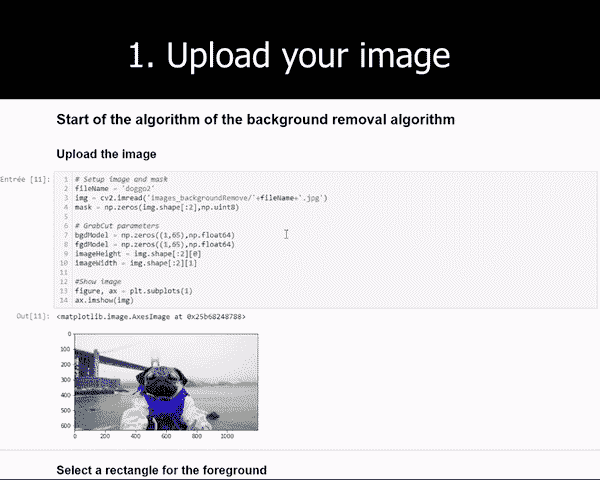 1. Upload your image
Start of the algorithm of the background removal algorithm
Upload the image
Entrée [11]:
1 # Setup image and mask
2 fileName = 'doggo2'
3 img = cv2.imread('images_backgroundRemove/'+fileName+'.jpg')
4 mask = np.zeros(img.shape[:2],np.uint8)
5
6 # GrabCut parameters
7 bgdModel = np.zeros((1,65),np.float64)
8 fgdModel = np.zeros((1,65),np.float64)
9 imageHeight = img.shape[:2][0]
10 imageWidth = img.shape[:2][1]
11
12 #Show image
13 figure, ax = plt.subplots(1)
14 ax.imshow(img)
Out[11]: <matplotlib.image.AxesImage at 0x25b68248788>
0
100
200
300
400
500
600
0 200 400 600 800 1000
Select a rectangle for the foreground